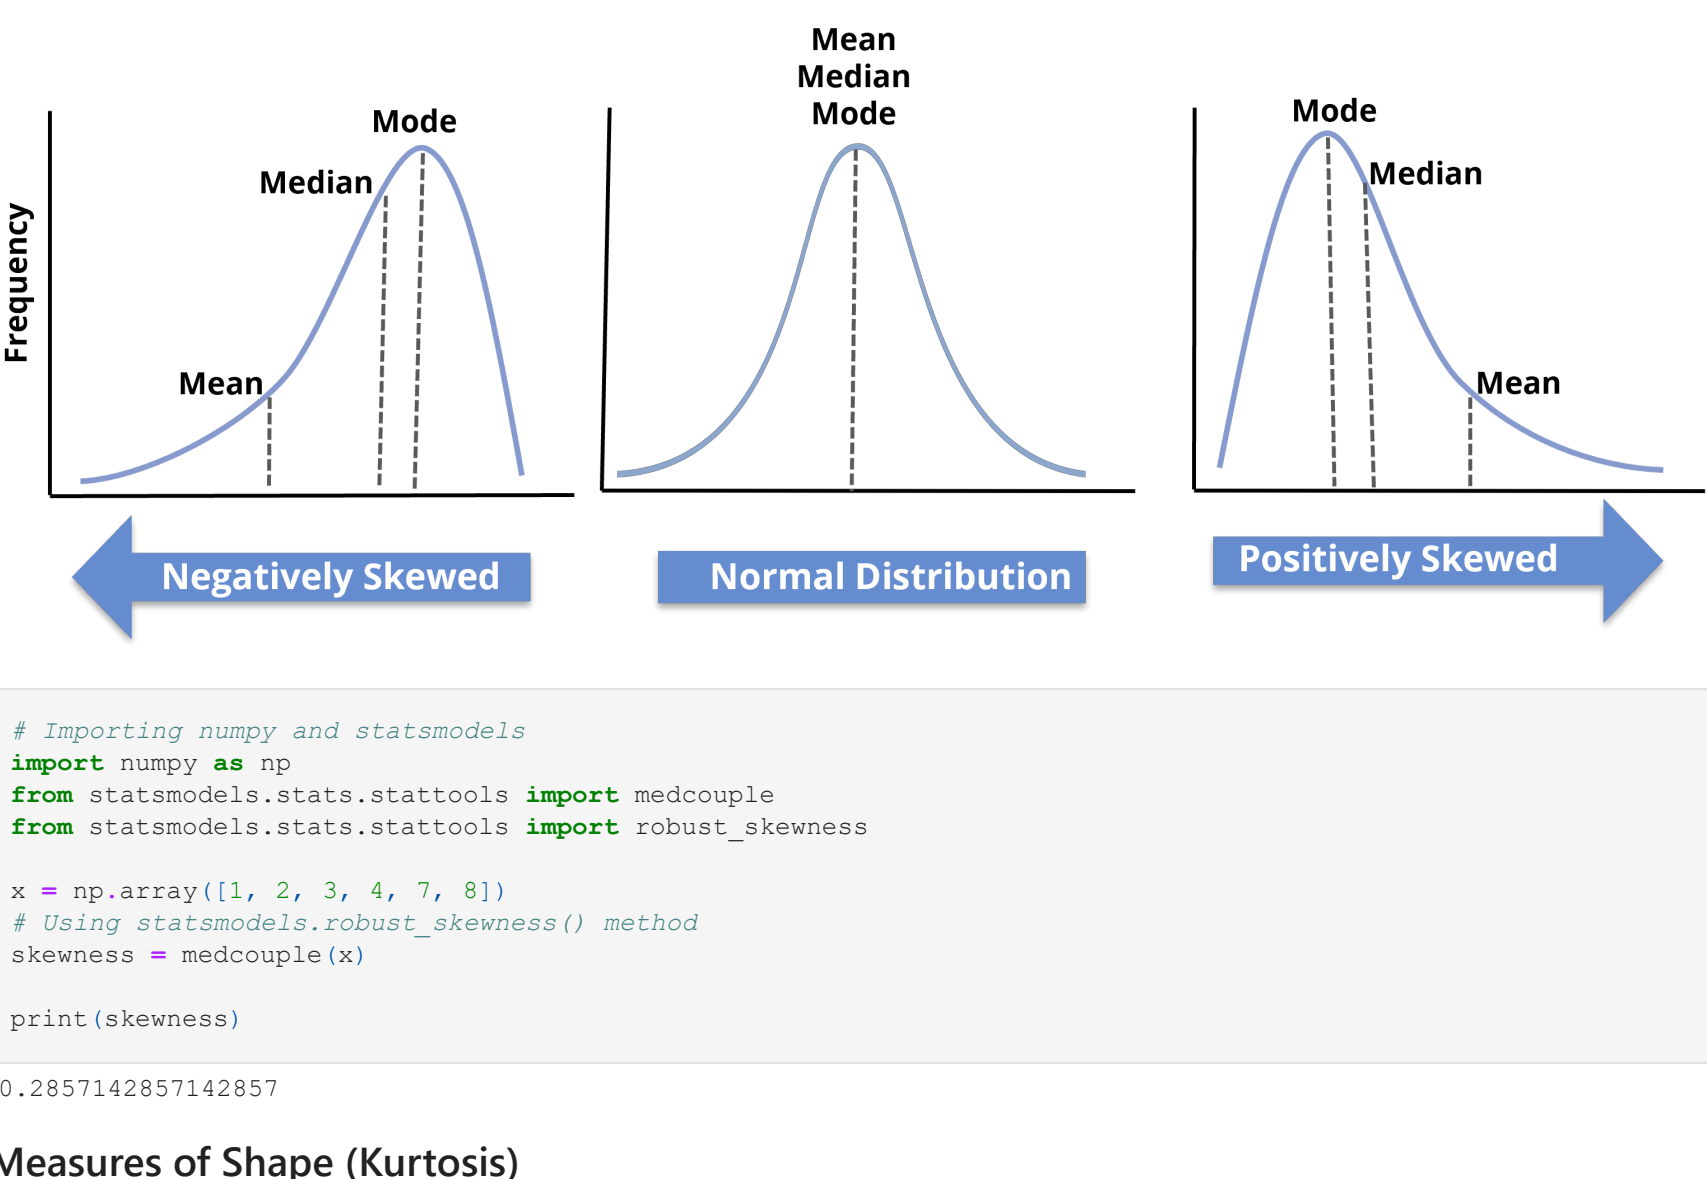 Mean
Median
Mode
Mode
Median
Mean
Frequency
Mode
Median
Mean
Negatively Skewed
Normal Distribution
Positively Skewed
# Importing numpy and statsmodels
import numpy as np
from statsmodels.stats.stattools import medcouple
from statsmodels.stats.stattools import robust_skewness
x = np.array([1, 2, 3, 4, 7, 8])
# Using statsmodels.robust_skewness() method
skewness = medcouple(x)
print(skewness)
0.2857142857142857
Measures of Shape (Kurtosis)